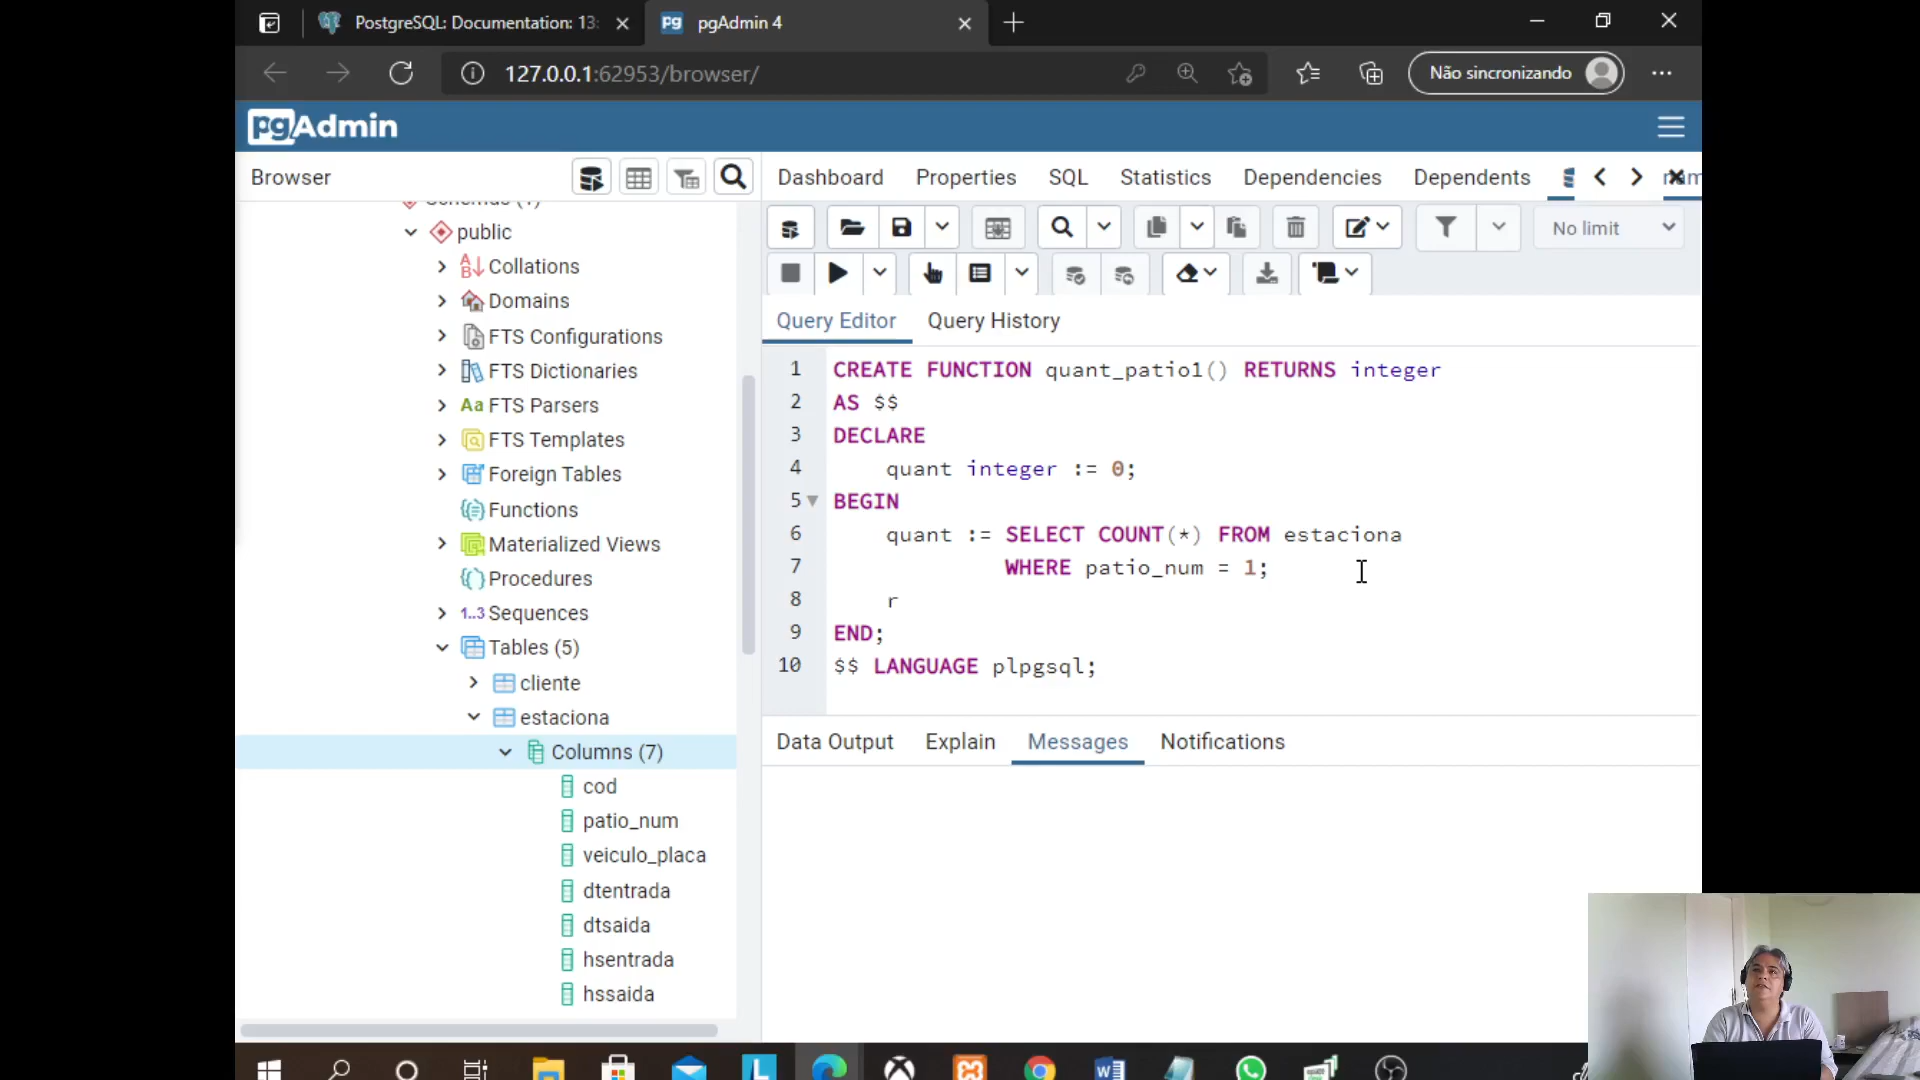 PostgreSQL: Documentation: 13:
pgAdmin 4
127.0.0.1:62953/browser/
Não sincronizando
pgAdmin
Browser
Dashboard
Properties
SQL
Statistics
Dependencies
Dependents
No limit
Query Editor
Query History
public
Collations
Domains
FTS Configurations
FTS Dictionaries
Aa FTS Parsers
FTS Templates
Foreign Tables
Functions
Materialized Views
Procedures
1..3 Sequences
Tables (5)
cliente
estaciona
Columns (7)
cod
patio_num
veiculo_placa
dtentrada
dtsaida
hsentrada
hssaida
1 CREATE FUNCTION quant_patio1() RETURNS integer
2 AS $$
3 DECLARE
4 quant integer := 0;
5 BEGIN
6 quant := SELECT COUNT(*) FROM estaciona
7 WHERE patio_num = 1;
8 r
9 END;
10 $$ LANGUAGE plpgsql;
Data Output
Explain
Messages
Notifications